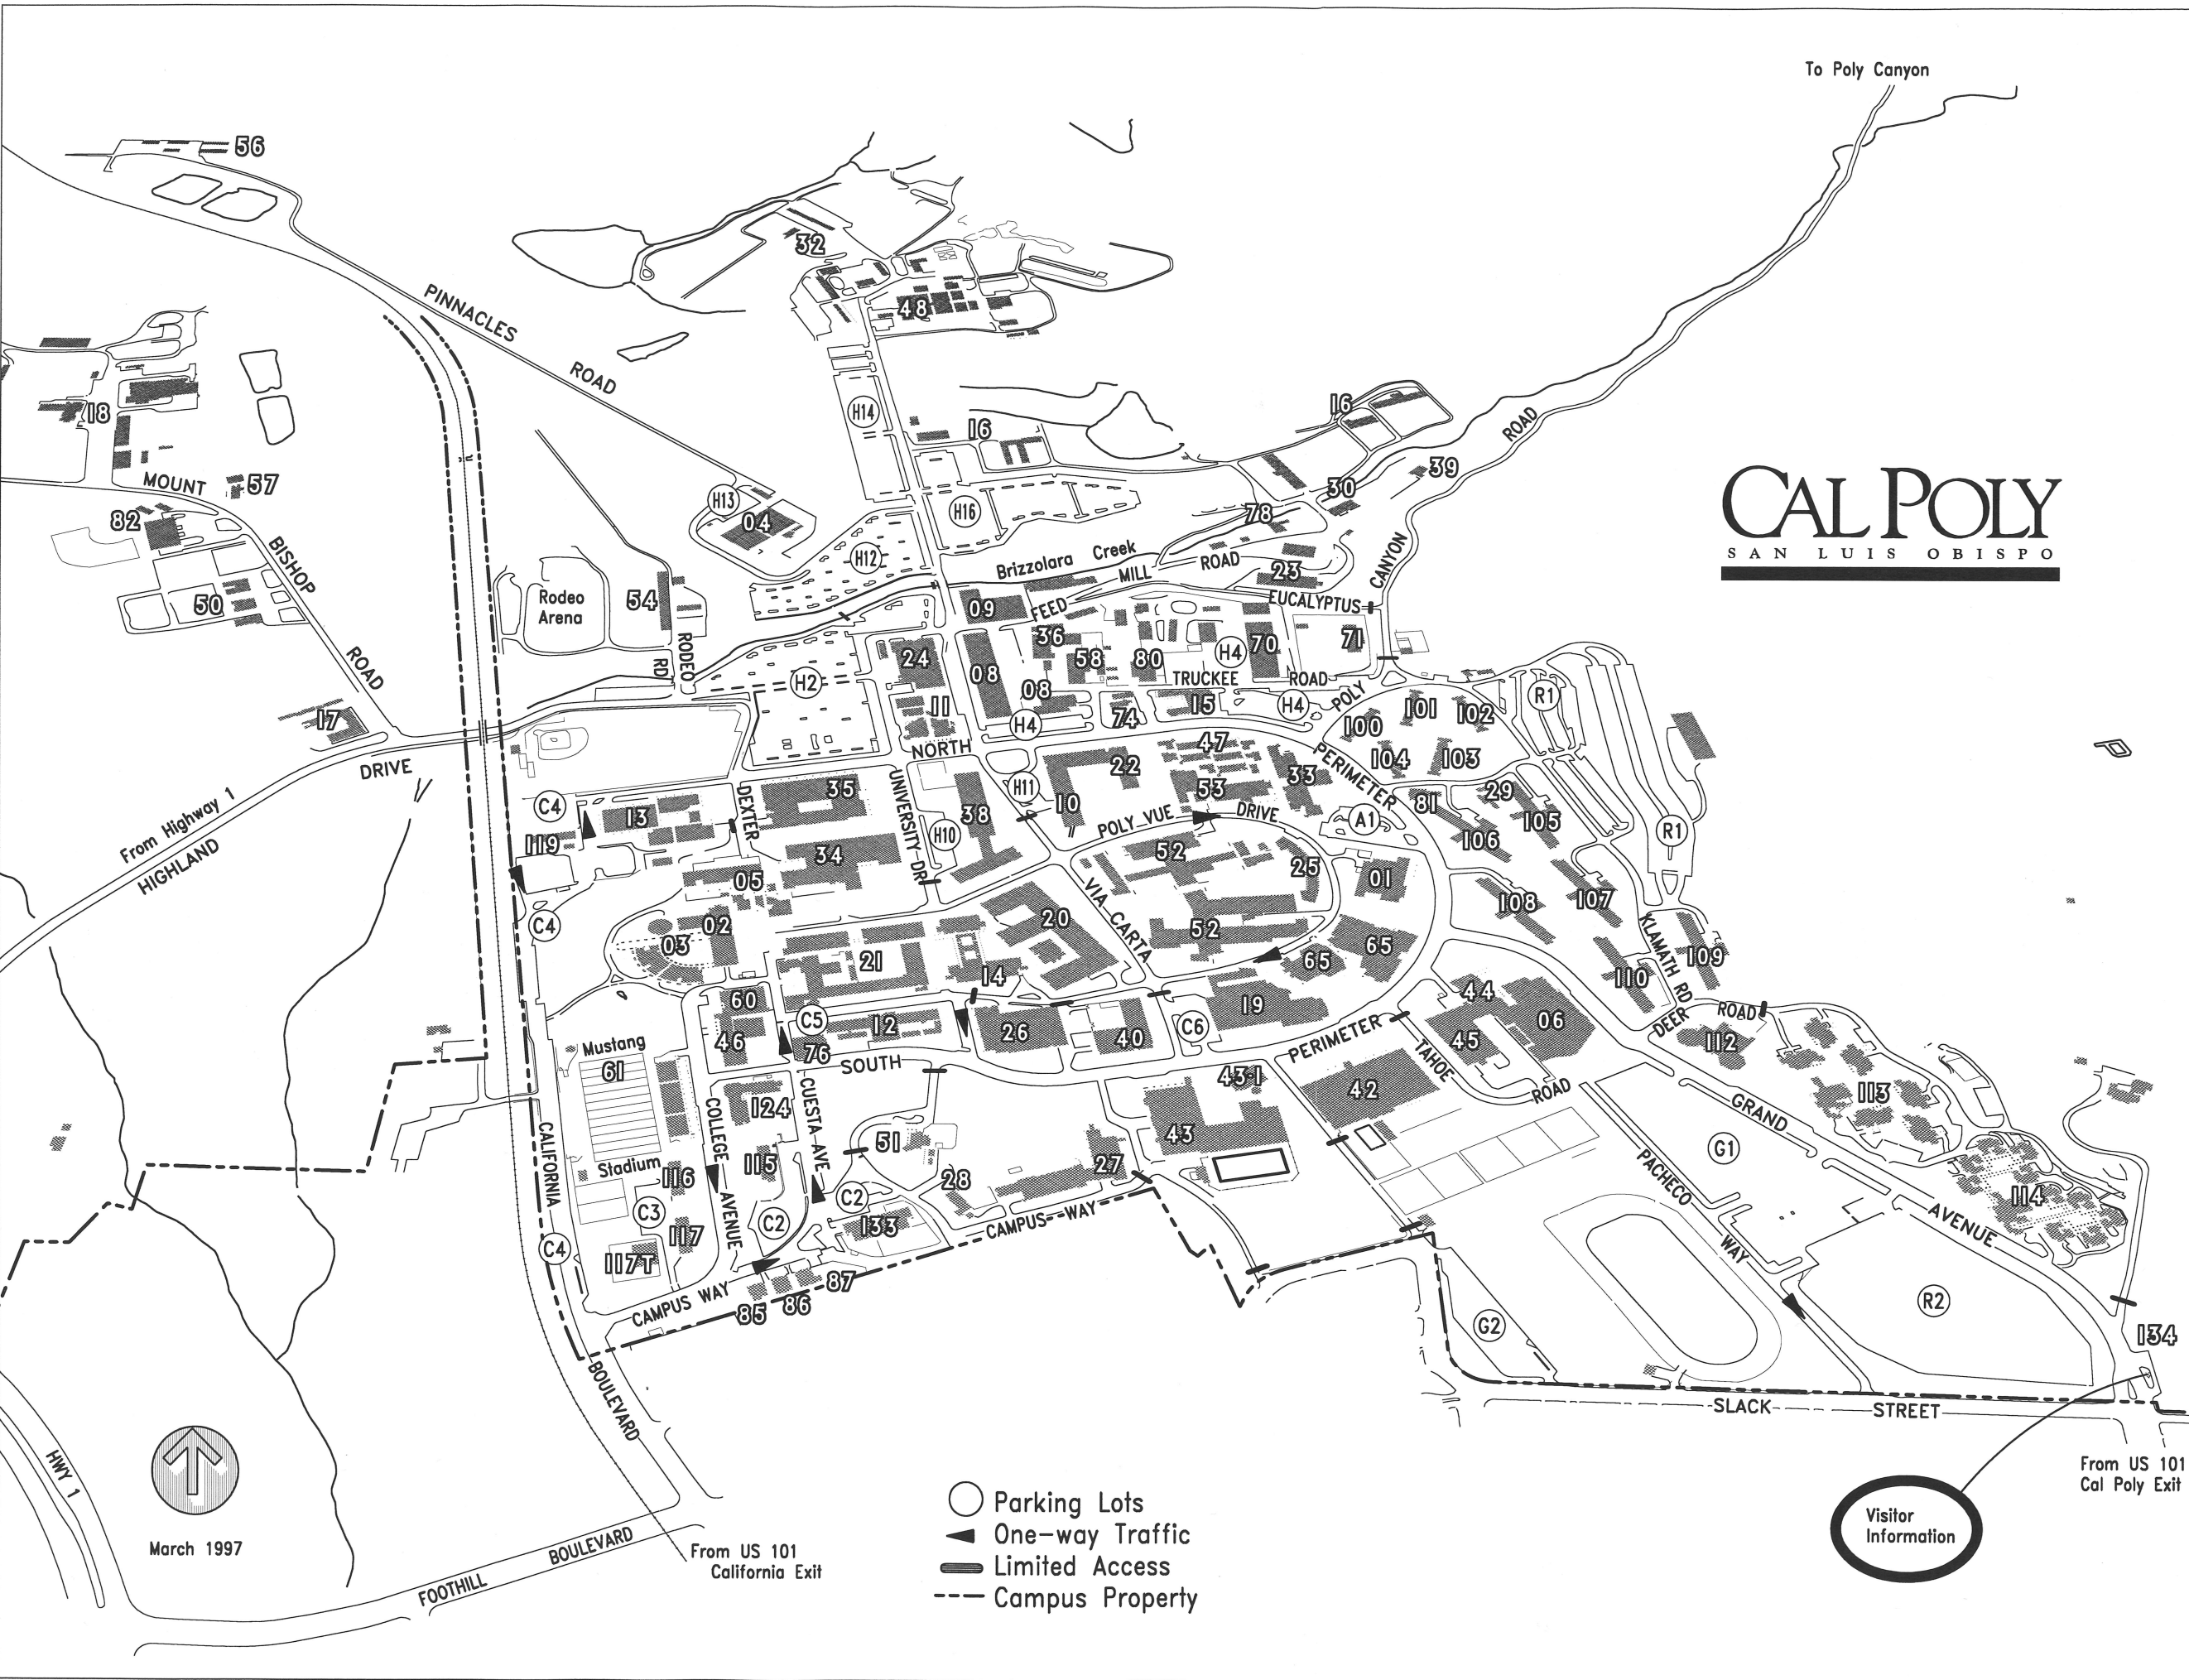 To Poly Canyon
56
32
PINNACLES
ROAD
48
18
H14
16
16
ROAD
39
MOUNT
57
H13
04
H16
30
CAL POLY
SAN LUIS OBISPO
82
78
BISHOP
H12
Brizzolara Creek
MILL
ROAD
CANYON
23
50
Rodeo
Arena
54
09
FEED
EUCALYPTUS
36
71
ROAD
RODEO
RD
24
08
58
80
H4
70
H2
08
TRUCKEE
ROAD
POLY
R1
17
11
H4
74
15
H4
100
101
102
DRIVE
NORTH
47
PERIMETER
104
103
From Highway 1
HIGHLAND
C4
13
DEXTER
35
UNIVERSITY DR
38
H11
10
22
53
33
81
29
105
119
H10
POLY VUE
DRIVE
A1
106
R1
34
05
52
25
01
C4
02
03
20
VIA CARTA
52
108
107
KLAMATH RD
21
14
65
65
110
109
60
C5
12
26
40
C6
19
44
45
06
DEER
ROAD
46
76
112
Mustang
61
SOUTH
PERIMETER
TAHOE
ROAD
43-1
42
113
CALIFORNIA
COLLEGE
AVENUE
124
CUESTA AVE
51
43
GRAND
AVENUE
G1
Stadium
116
115
28
27
PACHECO
WAY
114
C3
C2
C2
133
CAMPUS WAY
117
C4
117T
CAMPUS WAY
85
86
87
R2
G2
134
BOULEVARD
SLACK
STREET
HWY 1
From US 101
Cal Poly Exit
March 1997
Parking Lots
One-way Traffic
Limited Access
Campus Property
Visitor
Information
FOOTHILL
BOULEVARD
From US 101
California Exit